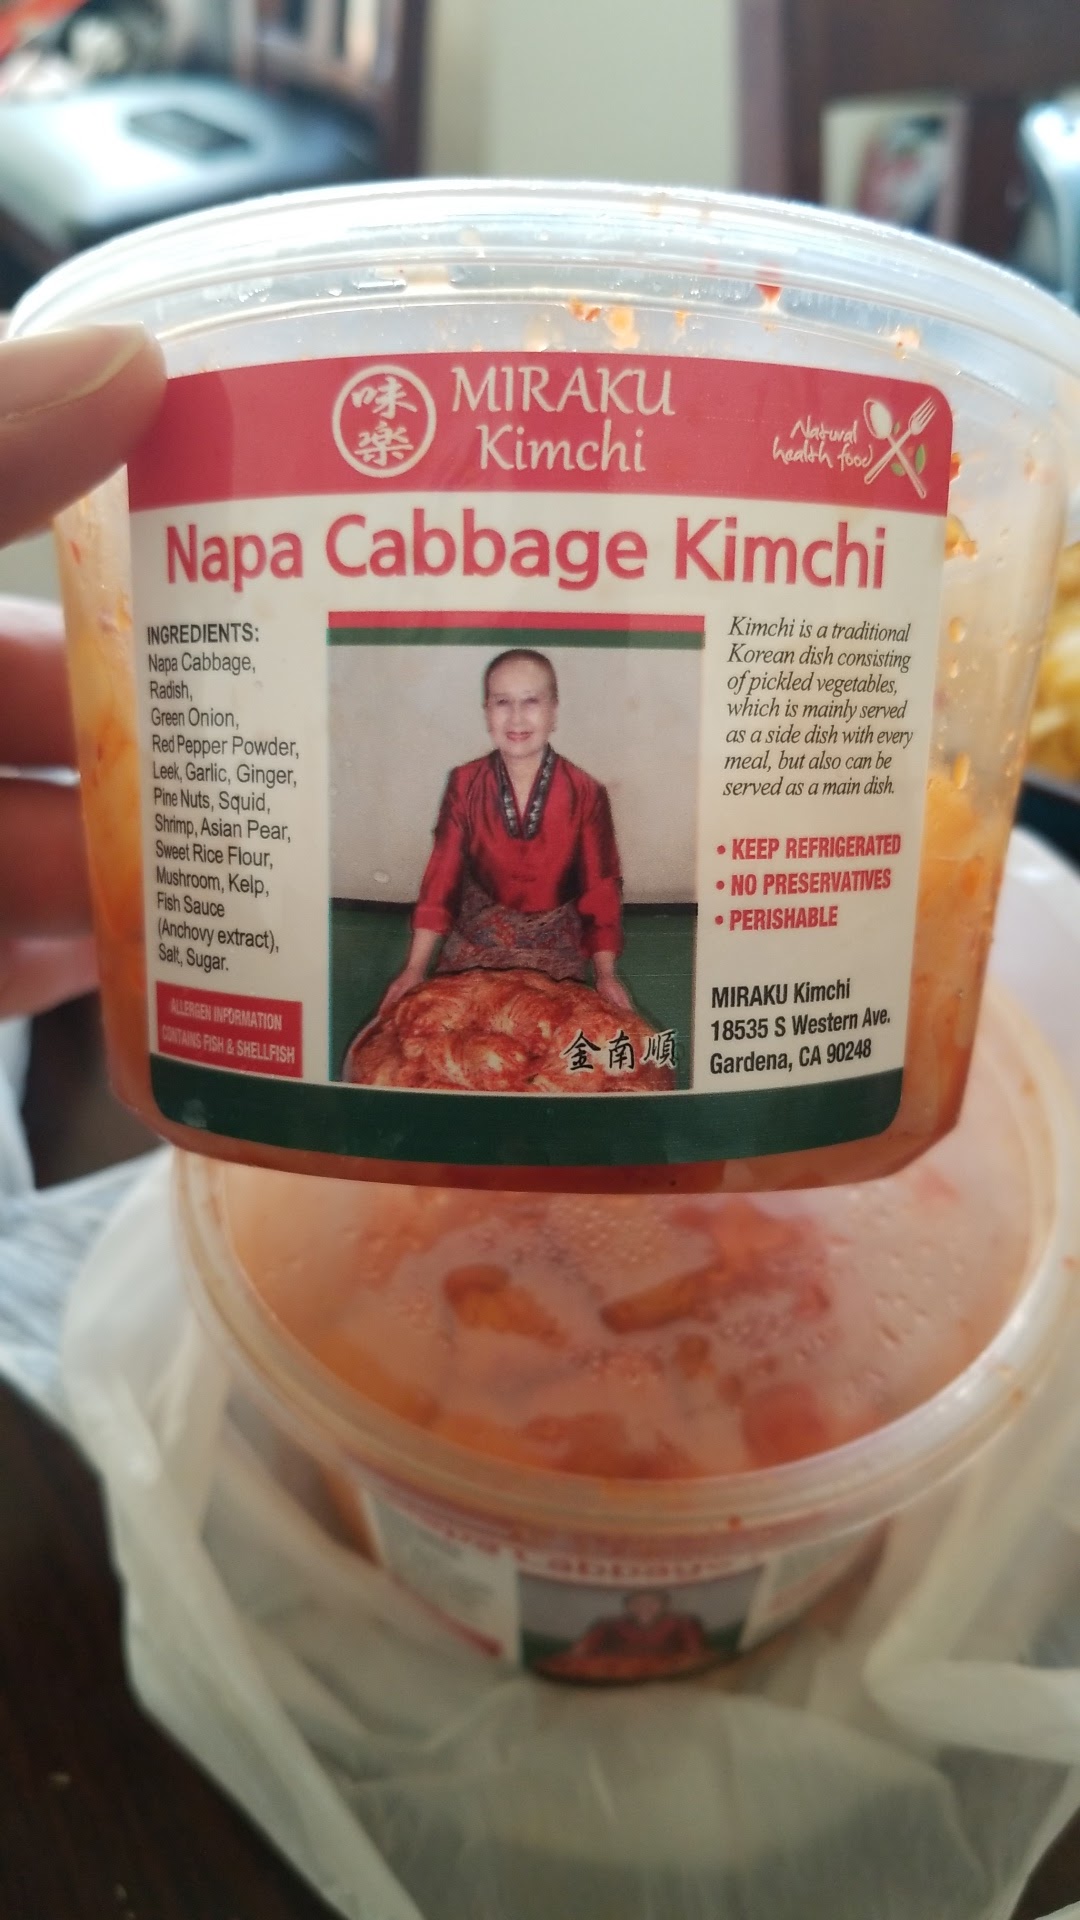 味
楽
MIRAKU
Kimchi
Natural
health food
Napa Cabbage Kimchi
INGREDIENTS:
Napa Cabbage,
Radish,
Green Onion,
Red Pepper Powder,
Leek, Garlic, Ginger,
Pine Nuts, Squid,
Shrimp, Asian Pear,
Sweet Rice Flour,
Mushroom, Kelp,
Fish Sauce
(Anchovy extract),
Salt, Sugar.
ALLERGEN INFORMATION
CONTAINS FISH & SHELLFISH
金南順
Kimchi is a traditional
Korean dish consisting
of pickled vegetables,
which is mainly served
as a side dish with every
meal, but also can be
served as a main dish.
• KEEP REFRIGERATED
• NO PRESERVATIVES
• PERISHABLE
MIRAKU Kimchi
18535 S Western Ave.
Gardena, CA 90248